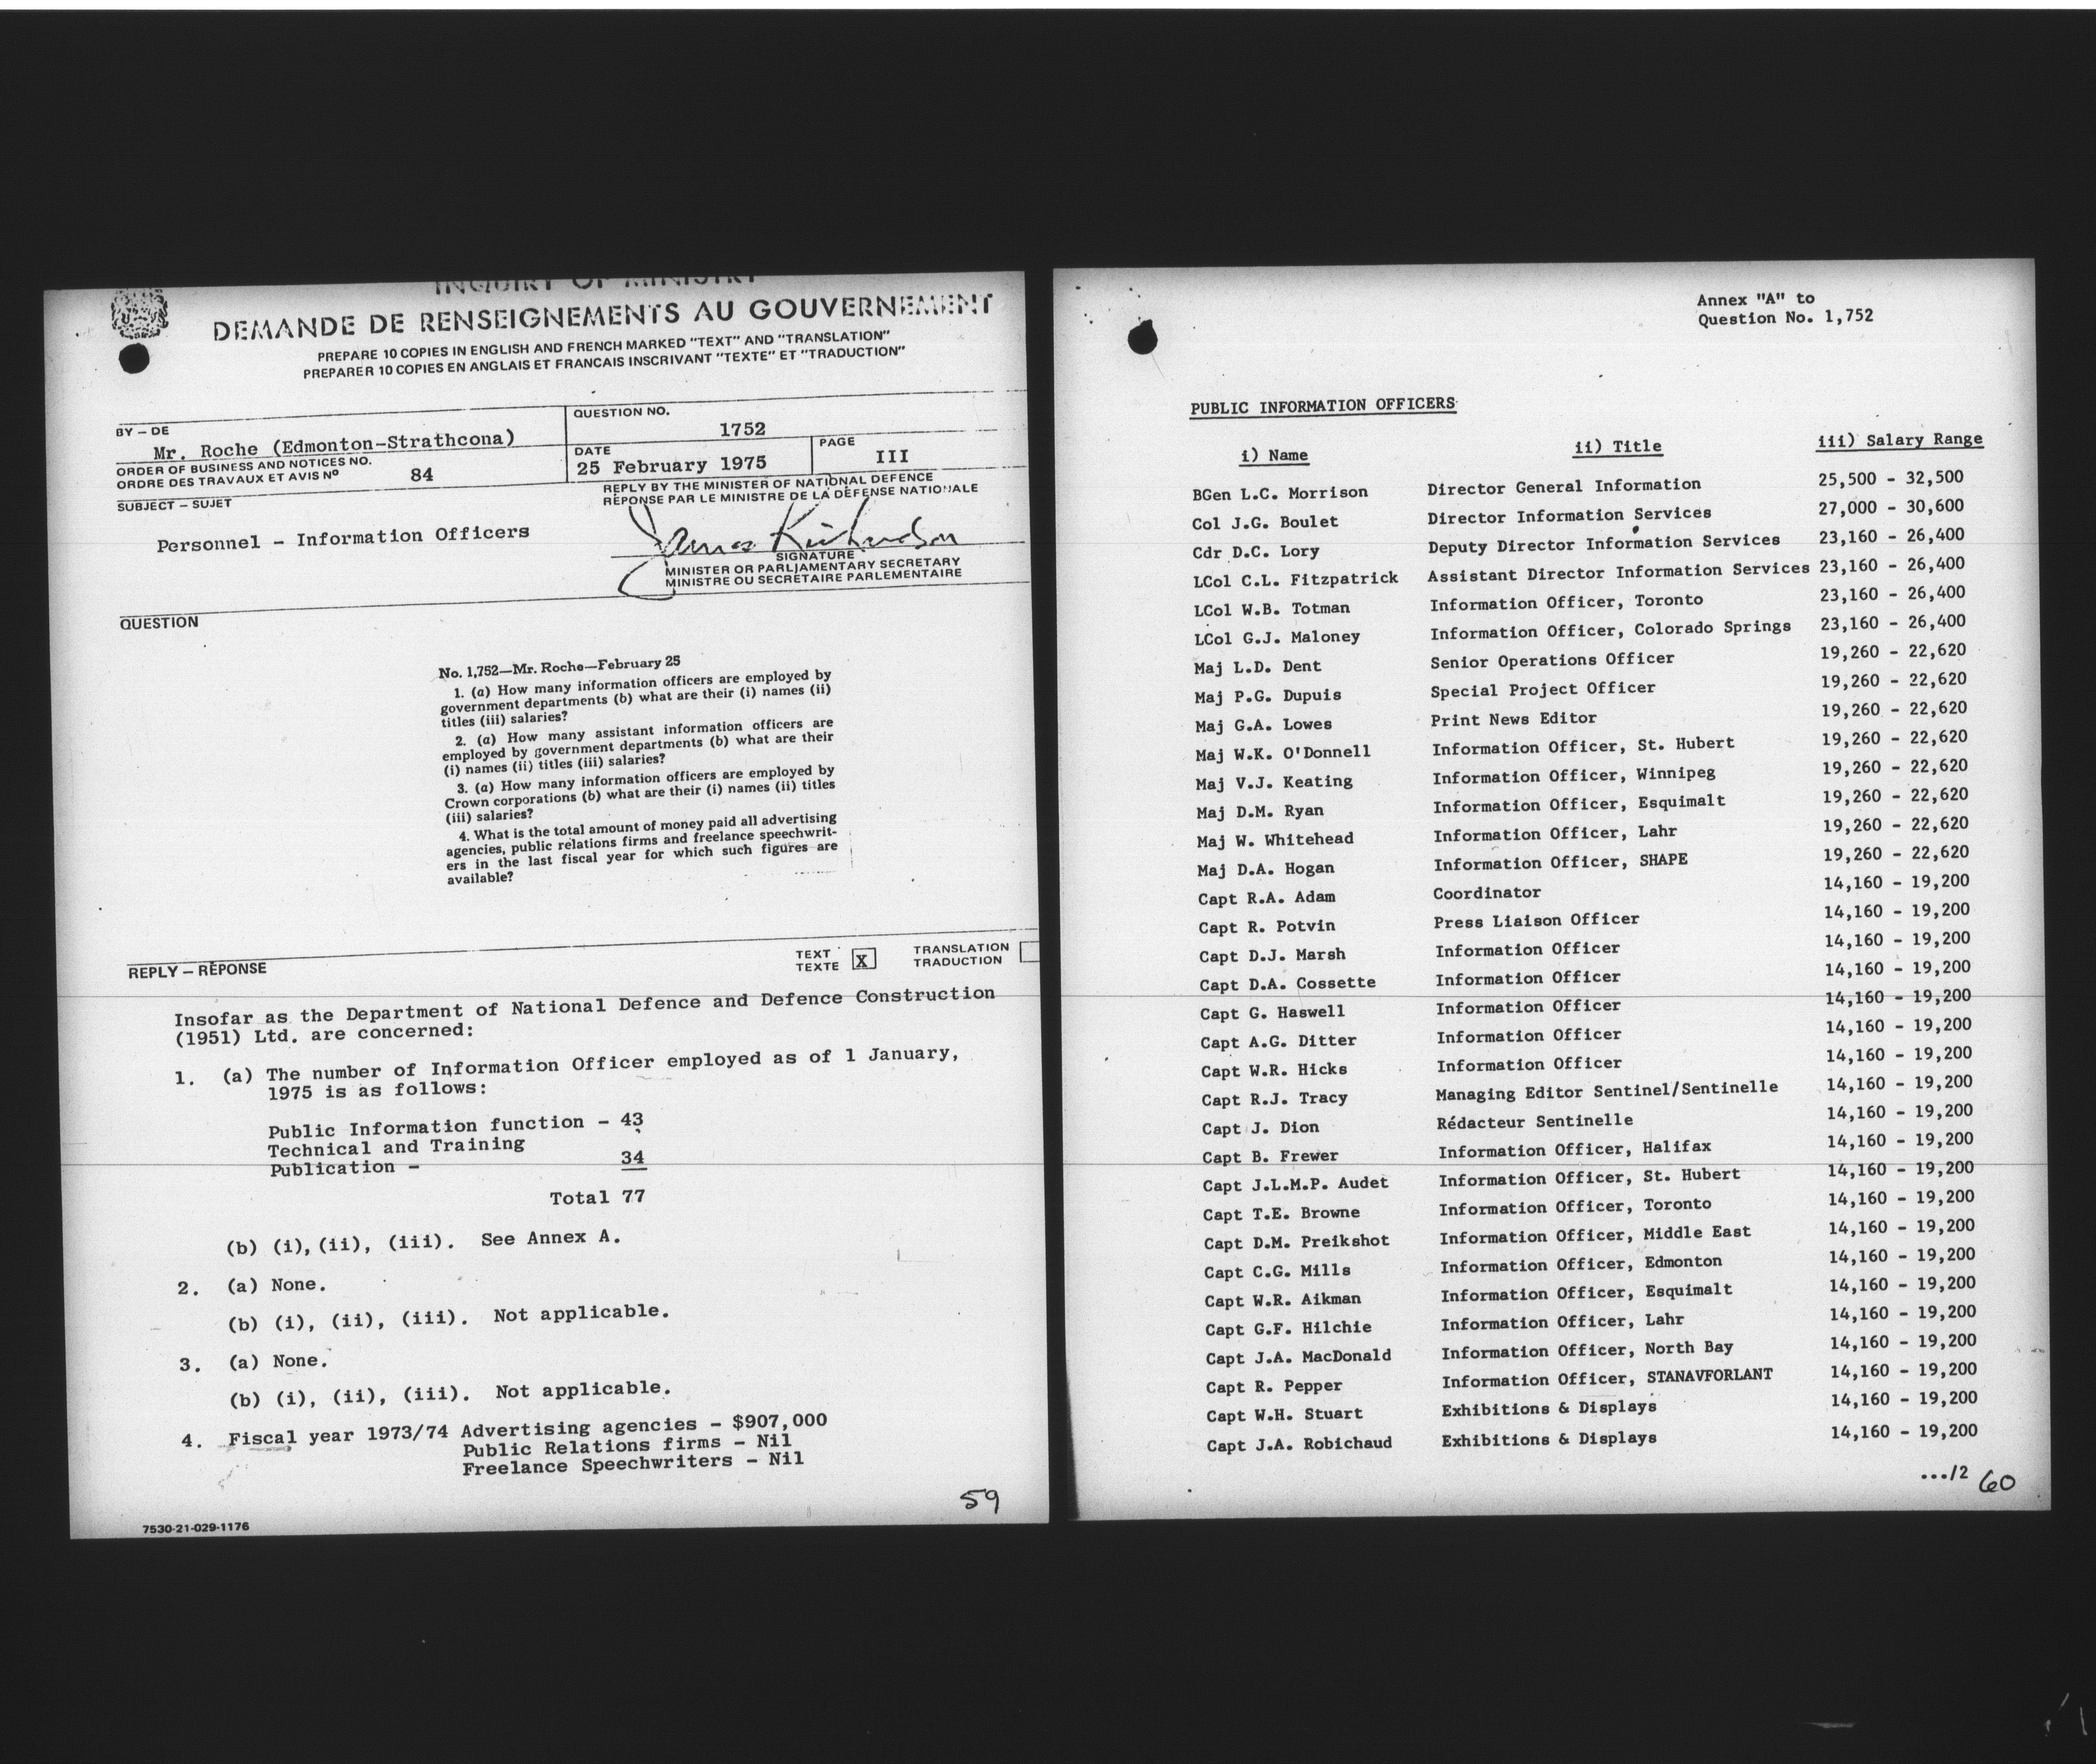 INQUIRY OF MINISTRY
DEMANDE DE RENSEIGNEMENTS AU GOUVERNEMENT
PREPARE 10 COPIES IN ENGLISH AND FRENCH MARKED "TEXT" AND "TRANSLATION"
PREPARER 10 COPIES EN ANGLAIS ET FRANCAIS INSCRIVANT "TEXTE" ET "TRADUCTION"
BY – DE
Mr. Roche (Edmonton-Strathcona)
QUESTION NO.
1752
ORDER OF BUSINESS AND NOTICES NO.
ORDRE DES TRAVAUX ET AVIS Nº
84
DATE
25 February 1975
PAGE
III
SUBJECT – SUJET
Personnel - Information Officers
REPLY BY THE MINISTER OF NATIONAL DEFENCE
RÉPONSE PAR LE MINISTRE DE LA DÉFENSE NATIONALE
James Richardson
SIGNATURE
MINISTER OR PARLIAMENTARY SECRETARY
MINISTRE OU SECRETAIRE PARLEMENTAIRE
QUESTION
No. 1,752—Mr. Roche—February 25
1. (a) How many information officers are employed by
government departments (b) what are their (i) names (ii)
titles (iii) salaries?
2. (a) How many assistant information officers are
employed by government departments (b) what are their
(i) names (ii) titles (iii) salaries?
3. (a) How many information officers are employed by
Crown corporations (b) what are their (i) names (ii) titles
(iii) salaries?
4. What is the total amount of money paid all advertising
agencies, public relations firms and freelance speechwrit-
ers in the last fiscal year for which such figures are
available?
REPLY – RÉPONSE
TEXT
TEXTE
X
TRANSLATION
TRADUCTION
Insofar as the Department of National Defence and Defence Construction
(1951) Ltd. are concerned:
1. (a) The number of Information Officer employed as of 1 January,
1975 is as follows:
Public Information function - 43
Technical and Training
Publication - 34
Total 77
(b) (i), (ii), (iii). See Annex A.
2. (a) None.
(b) (i), (ii), (iii). Not applicable.
3. (a) None.
(b) (i), (ii), (iii). Not applicable.
4. Fiscal year 1973/74 Advertising agencies - $907,000
Public Relations firms - Nil
Freelance Speechwriters - Nil
59
7530-21-029-1176
Annex "A" to
Question No. 1,752
PUBLIC INFORMATION OFFICERS
i) Name ii) Title iii) Salary Range
BGen L.C. Morrison Director General Information 25,500 - 32,500
Col J.G. Boulet Director Information Services 27,000 - 30,600
Cdr D.C. Lory Deputy Director Information Services 23,160 - 26,400
LCol C.L. Fitzpatrick Assistant Director Information Services 23,160 - 26,400
LCol W.B. Totman Information Officer, Toronto 23,160 - 26,400
LCol G.J. Maloney Information Officer, Colorado Springs 23,160 - 26,400
Maj L.D. Dent Senior Operations Officer 19,260 - 22,620
Maj P.G. Dupuis Special Project Officer 19,260 - 22,620
Maj G.A. Lowes Print News Editor 19,260 - 22,620
Maj W.K. O'Donnell Information Officer, St. Hubert 19,260 - 22,620
Maj V.J. Keating Information Officer, Winnipeg 19,260 - 22,620
Maj D.M. Ryan Information Officer, Esquimalt 19,260 - 22,620
Maj W. Whitehead Information Officer, Lahr 19,260 - 22,620
Maj D.A. Hogan Information Officer, SHAPE 19,260 - 22,620
Capt R.A. Adam Coordinator 14,160 - 19,200
Capt R. Potvin Press Liaison Officer 14,160 - 19,200
Capt D.J. Marsh Information Officer 14,160 - 19,200
Capt D.A. Cossette Information Officer 14,160 - 19,200
Capt G. Haswell Information Officer 14,160 - 19,200
Capt A.G. Ditter Information Officer 14,160 - 19,200
Capt W.R. Hicks Information Officer 14,160 - 19,200
Capt R.J. Tracy Managing Editor Sentinel/Sentinelle 14,160 - 19,200
Capt J. Dion Rédacteur Sentinelle 14,160 - 19,200
Capt B. Frewer Information Officer, Halifax 14,160 - 19,200
Capt J.L.M.P. Audet Information Officer, St. Hubert 14,160 - 19,200
Capt T.E. Browne Information Officer, Toronto 14,160 - 19,200
Capt D.M. Preikshot Information Officer, Middle East 14,160 - 19,200
Capt C.G. Mills Information Officer, Edmonton 14,160 - 19,200
Capt W.R. Aikman Information Officer, Esquimalt 14,160 - 19,200
Capt G.F. Hilchie Information Officer, Lahr 14,160 - 19,200
Capt J.A. MacDonald Information Officer, North Bay 14,160 - 19,200
Capt R. Pepper Information Officer, STANAVFORLANT 14,160 - 19,200
Capt W.H. Stuart Exhibitions & Displays 14,160 - 19,200
Capt J.A. Robichaud Exhibitions & Displays 14,160 - 19,200
.../2
60